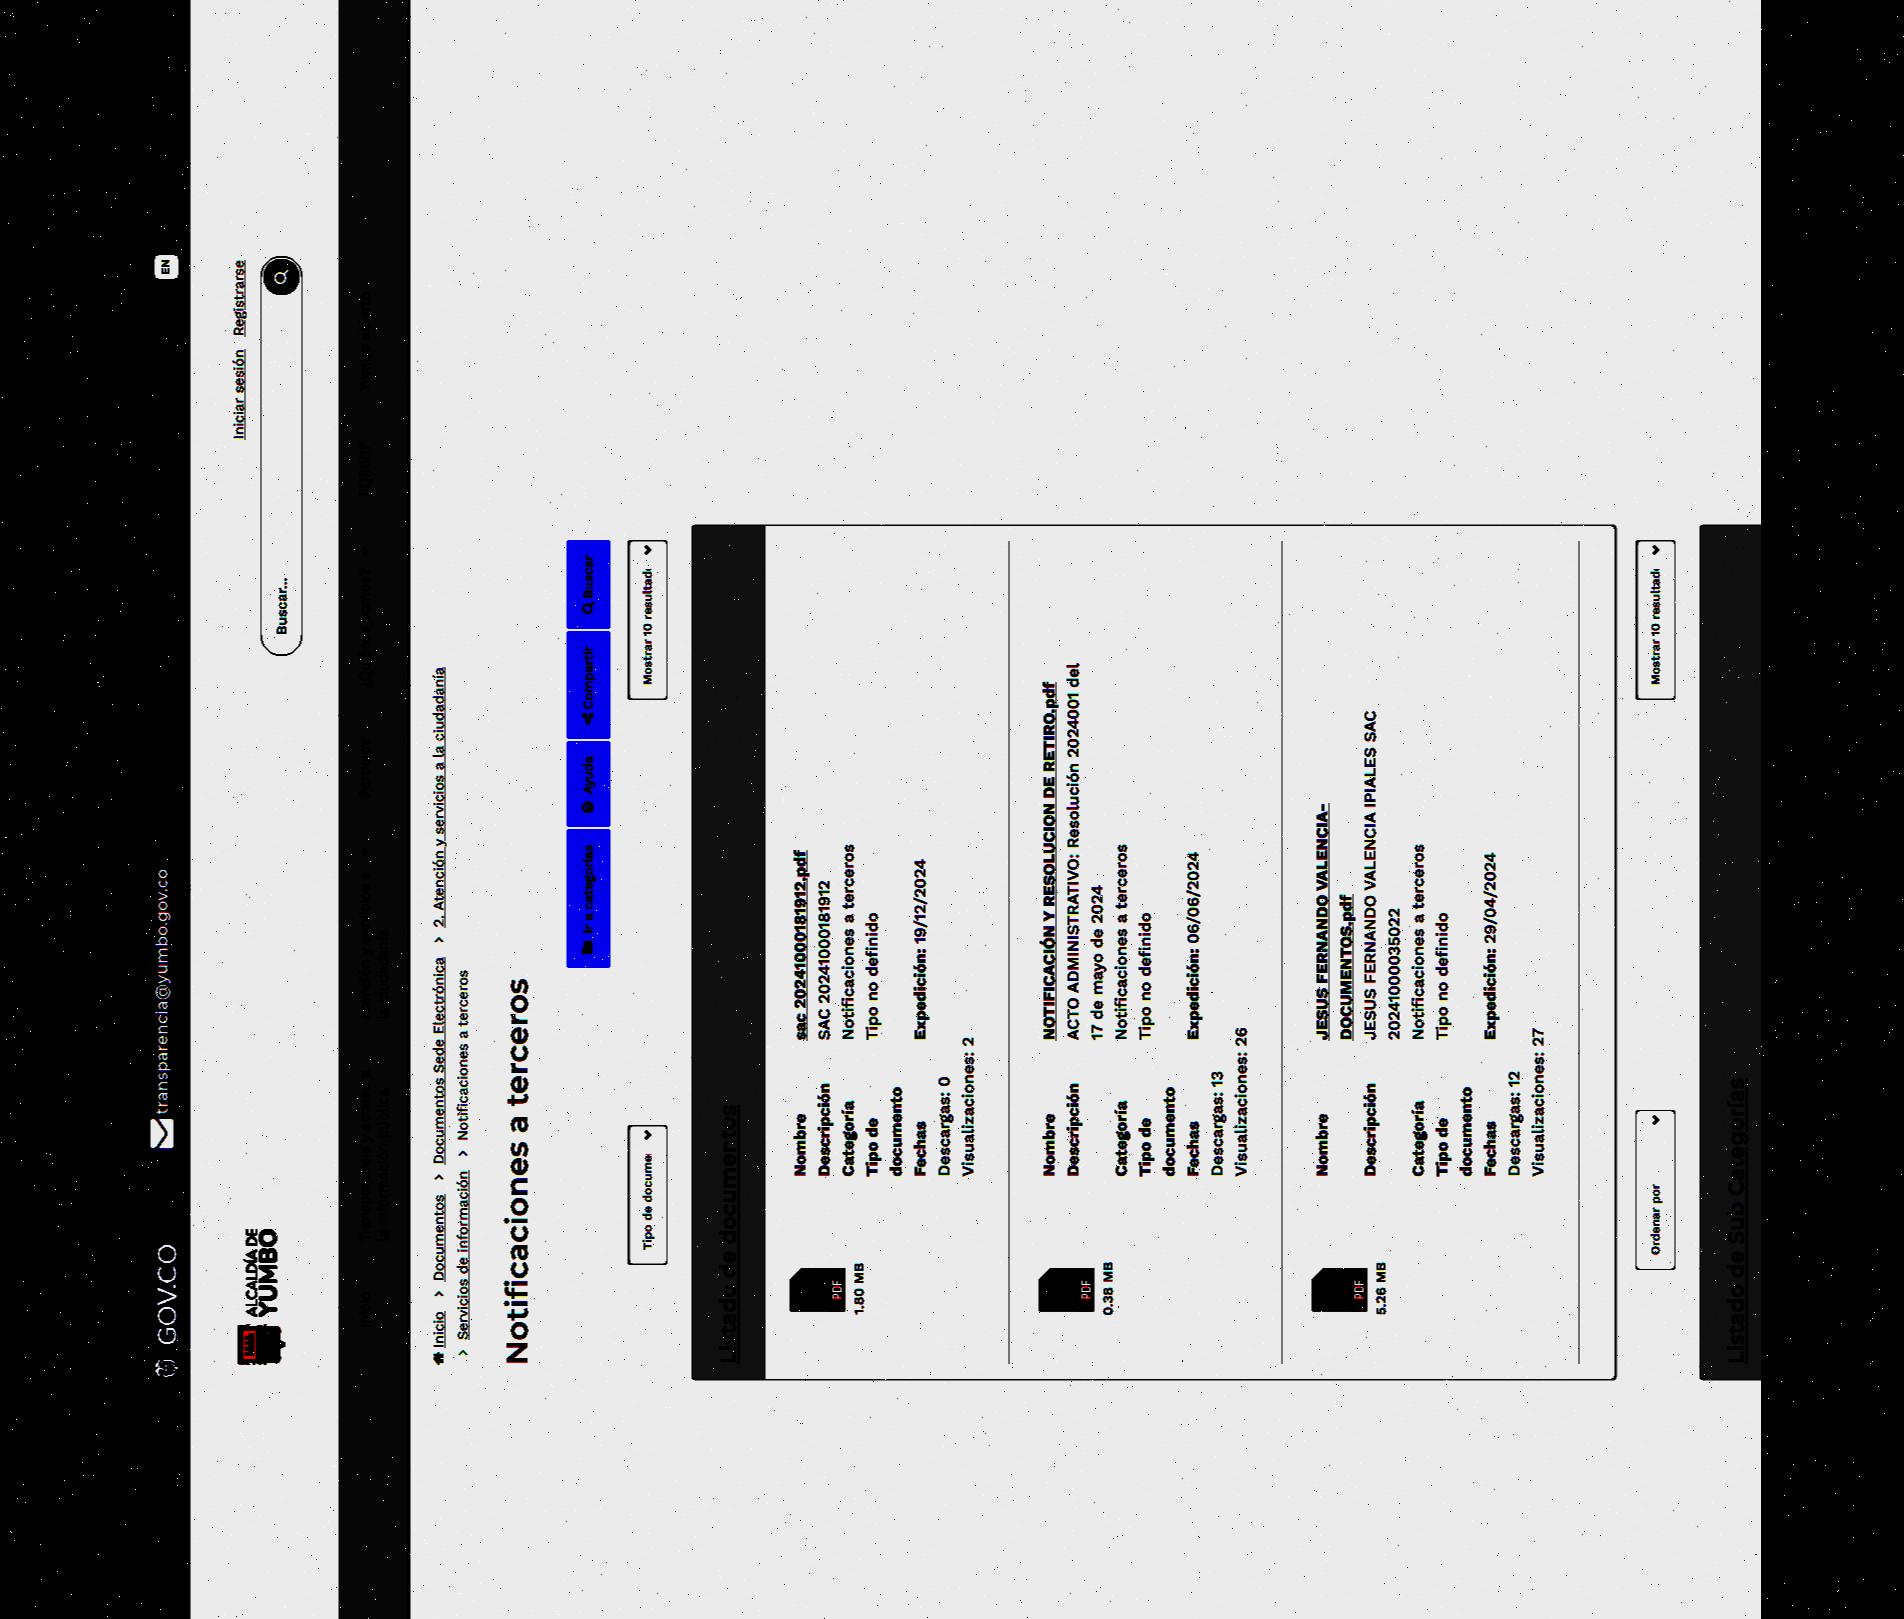 GOV.CO
transparencia@yumbo.gov.co
EN
ALCALDÍA DE
YUMBO
Iniciar sesión
Registrarse
Buscar...
Inicio
PQRSDF
Inicio > Documentos > Documentos Sede Electrónica > 2. Atención y servicios a la ciudadanía
> Servicios de información > Notificaciones a terceros
Notificaciones a terceros
Ir a categorías
Ayuda
Compartir
Buscar
Tipo de docume
Mostrar 10 resultad
Listado de documentos
PDF
1.80 MB
Nombre sac 202410000181912.pdf
Descripción SAC 202410000181912
Categoría Notificaciones a terceros
Tipo de Tipo no definido
documento
Fechas Expedición: 19/12/2024
Descargas: 0
Visualizaciones: 2
PDF
0.38 MB
Nombre NOTIFICACIÓN Y RESOLUCION DE RETIRO.pdf
Descripción ACTO ADMINISTRATIVO: Resolución 2024001 del
17 de mayo de 2024
Categoría Notificaciones a terceros
Tipo de Tipo no definido
documento
Fechas Expedición: 06/06/2024
Descargas: 13
Visualizaciones: 26
PDF
5.26 MB
Nombre JESUS FERNANDO VALENCIA-
DOCUMENTOS.pdf
Descripción JESUS FERNANDO VALENCIA IPIALES SAC
20241000035022
Categoría Notificaciones a terceros
Tipo de Tipo no definido
documento
Fechas Expedición: 29/04/2024
Descargas: 12
Visualizaciones: 27
Ordenar por
Mostrar 10 resultad
Listado de Sub Categorías